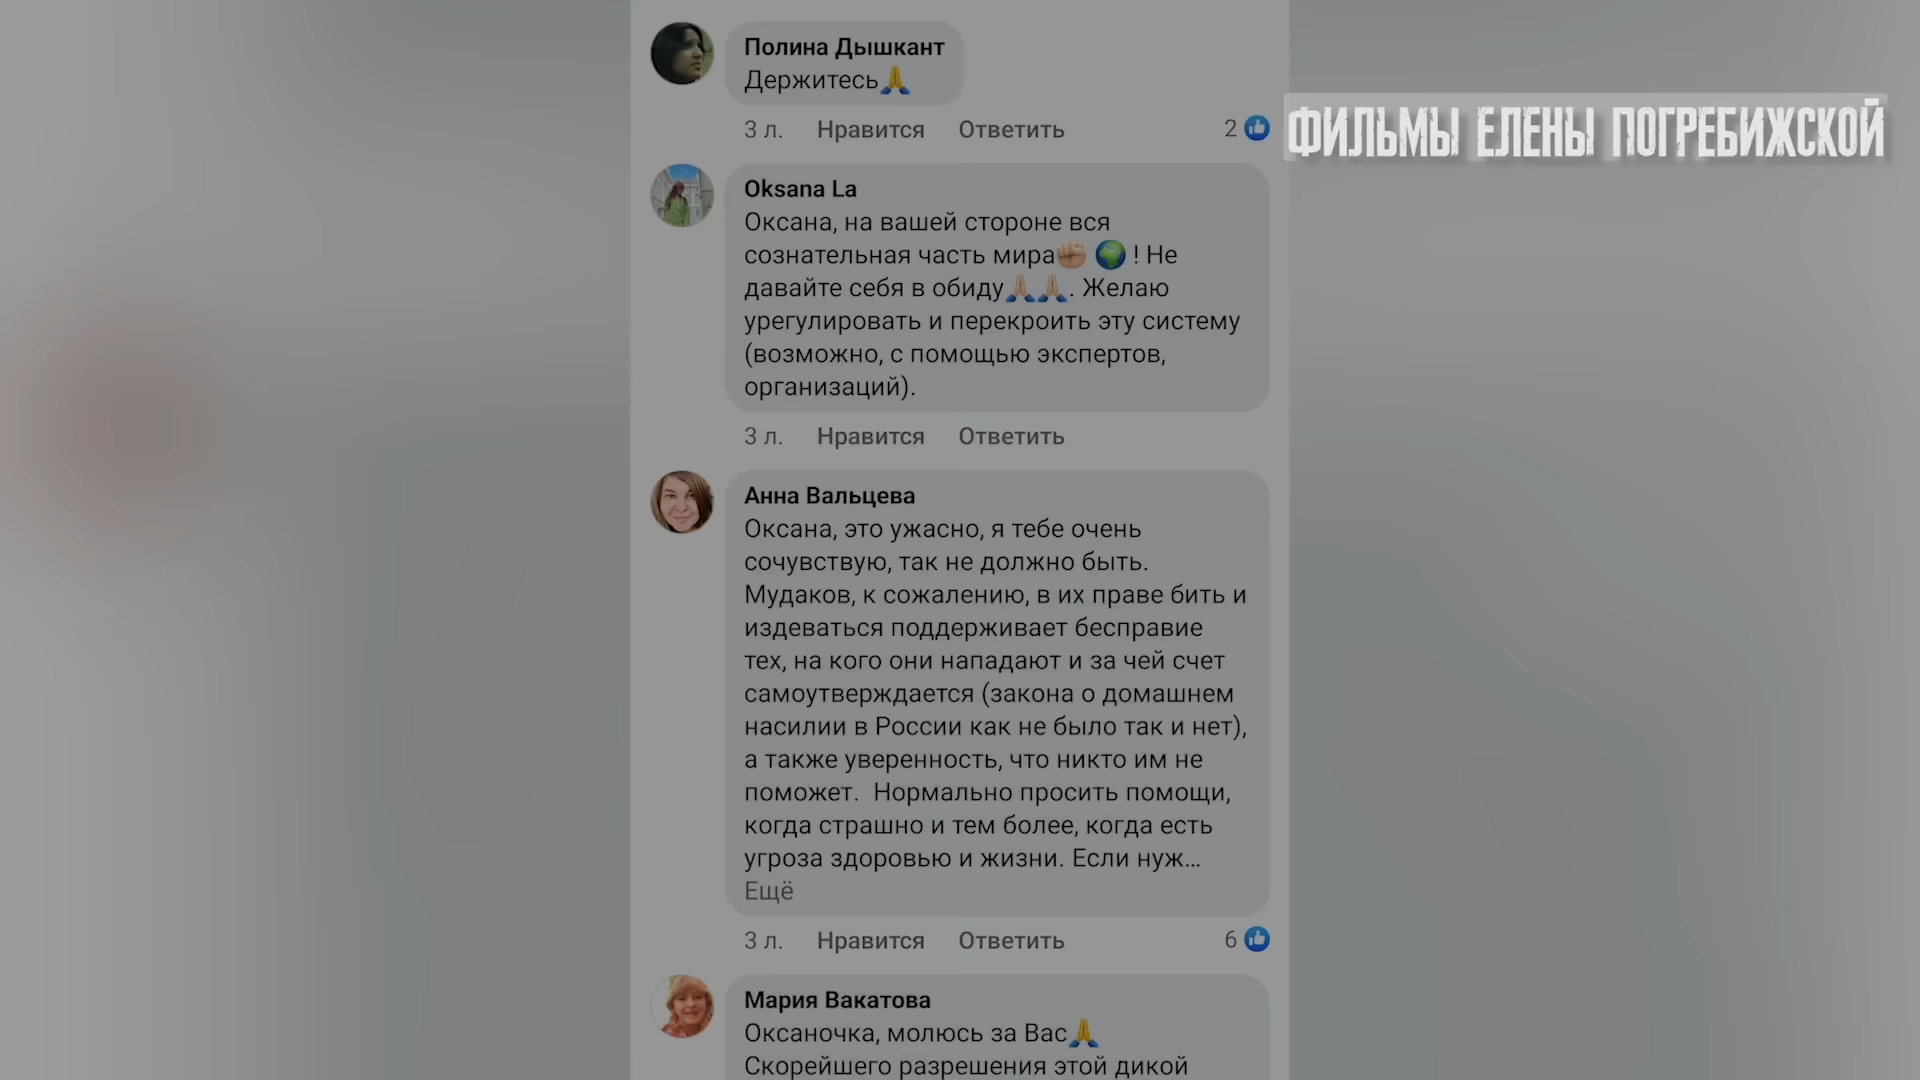 Полина Дышкант
Держитесь🙏
3 л. Нравится Ответить 2
ФИЛЬМЫ ЕЛЕНЫ ПОГРЕБИЖСКОЙ
Oksana La
Оксана, на вашей стороне вся
сознательная часть мира✊🏻 🌍 ! Не
давайте себя в обиду🙏🏻🙏🏻. Желаю
урегулировать и перекроить эту систему
(возможно, с помощью экспертов,
организаций).
3 л. Нравится Ответить
Анна Вальцева
Оксана, это ужасно, я тебе очень
сочувствую, так не должно быть.
Мудаков, к сожалению, в их праве бить и
издеваться поддерживает бесправие
тех, на кого они нападают и за чей счет
самоутверждается (закона о домашнем
насилии в России как не было так и нет),
а также уверенность, что никто им не
поможет. Нормально просить помощи,
когда страшно и тем более, когда есть
угроза здоровью и жизни. Если нуж...
Ещё
3 л. Нравится Ответить 6
Мария Вакатова
Оксаночка, молюсь за Вас🙏
Скорейшего разрешения этой дикой